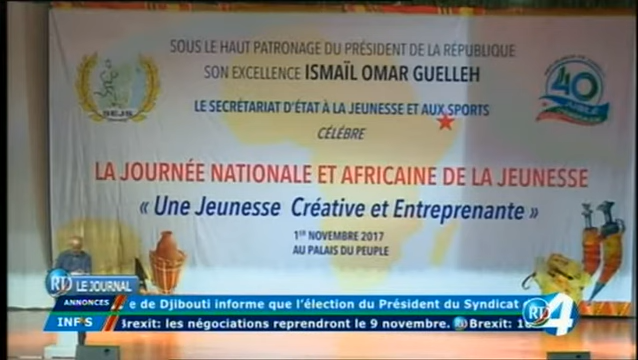 SOUS LE HAUT PATRONAGE DU PRÉSIDENT DE LA RÉPUBLIQUE
SON EXCELLENCE ISMAÏL OMAR GUELLEH
SEJS
40
LE SECRÉTARIAT D'ÉTAT À LA JEUNESSE ET AUX SPORTS
CÉLÈBRE
LA JOURNÉE NATIONALE ET AFRICAINE DE LA JEUNESSE
« Une Jeunesse Créative et Entreprenante »
1ER NOVEMBRE 2017
AU PALAIS DU PEUPLE
RTD LE JOURNAL
ANNONCES e de Djibouti informe que l'élection du Président du Syndicat
INFS Brexit: les négociations reprendront le 9 novembre. Brexit:
RTD 4